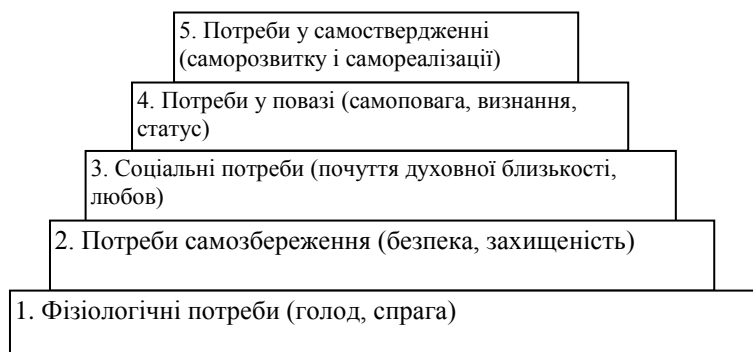 5. Потреби у самоствердженні
(саморозвитку і самореалізації)
4. Потреби у повазі (самоповага, визнання,
статус)
3. Соціальні потреби (почуття духовної близькості,
любов)
2. Потреби самозбереження (безпека, захищеність)
1. Фізіологічні потреби (голод, спрага)